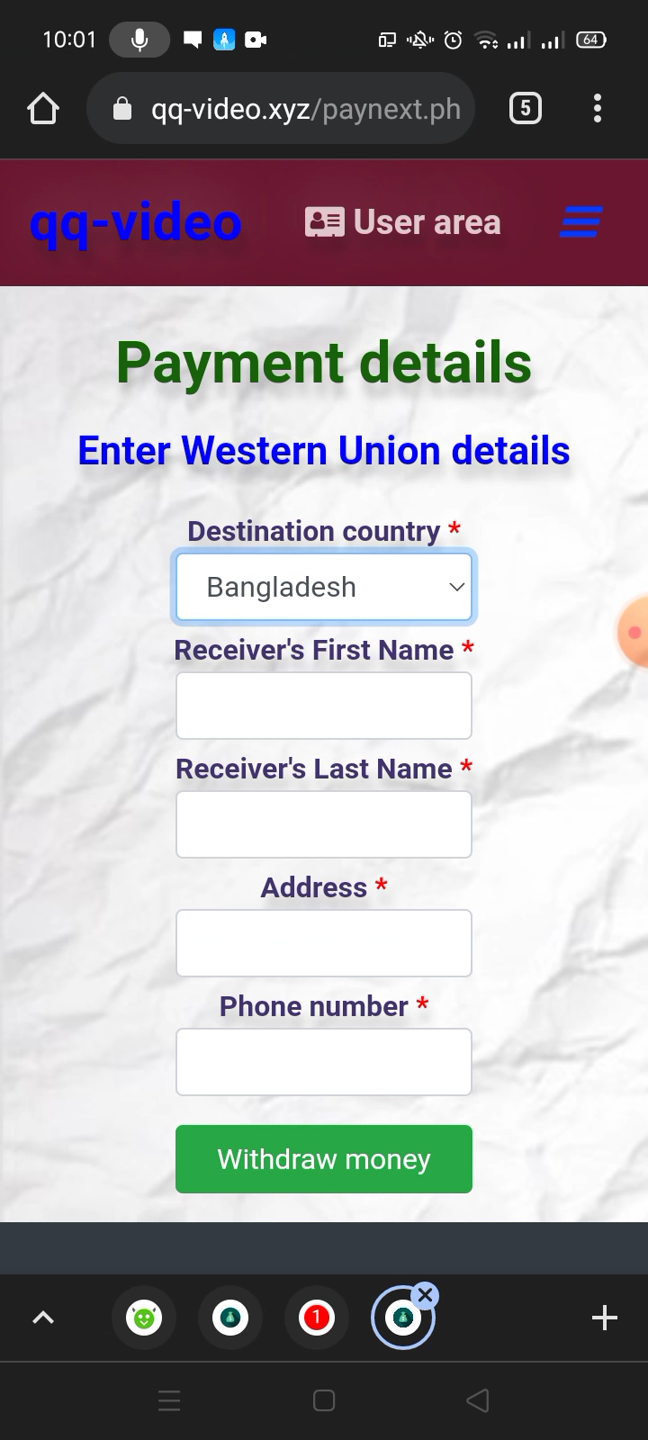 10:01
64
qq-video.xyz/paynext.ph
5
qq-video
User area
Payment details
Enter Western Union details
Destination country *
Bangladesh
Receiver's First Name *
Receiver's Last Name *
Address *
Phone number *
Withdraw money
1